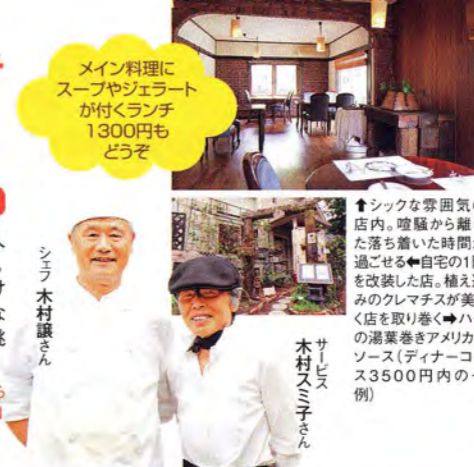 メイン料理に
スープやジェラート
が付くランチ
1300円も
どうぞ
シェフ 木村譲さん
サービス
木村スミ子さん
⬆シックな雰囲気
店内。喧騒から離
た落ち着いた時間
過ごせる⬅自宅の1
を改装した店。植え
みのクレマチスが美
く店を取り巻く➡ハ
の湯葉巻きアメリカ
ソース(ディナーコ
ス3500円内の
例)